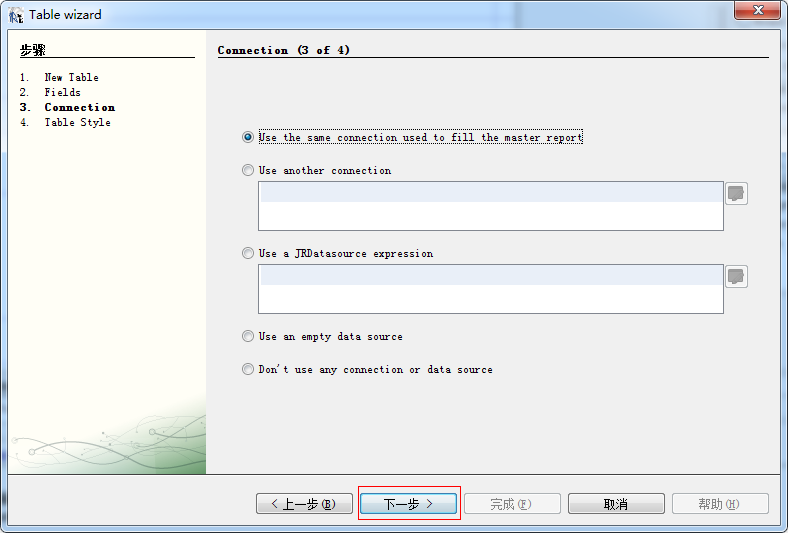 Table wizard
步骤
1. New Table
2. Fields
3. Connection
4. Table Style
Connection (3 of 4)
Use the same connection used to fill the master report
Use another connection
Use a JRDatasource expression
Use an empty data source
Don't use any connection or data source
< 上一步(B)
下一步 >
完成(F)
取消
帮助(H)